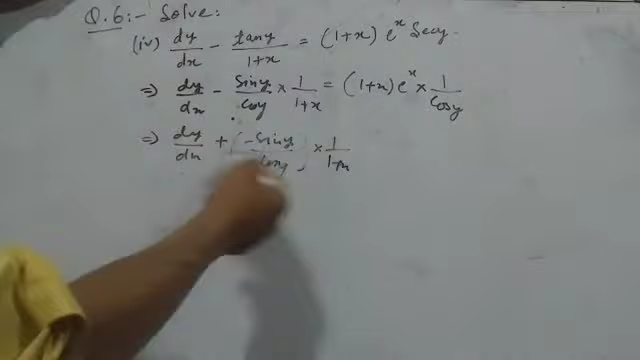 Q.6:- Solve:
(iv) dy/dx - tany/1+x = (1+x) e^x Secy.
⇒ dy/dx - Siny/Cosy × 1/1+x = (1+x) e^x × 1/Cosy
⇒ dy/dx + (-Siny/Cosy) × 1/1+x